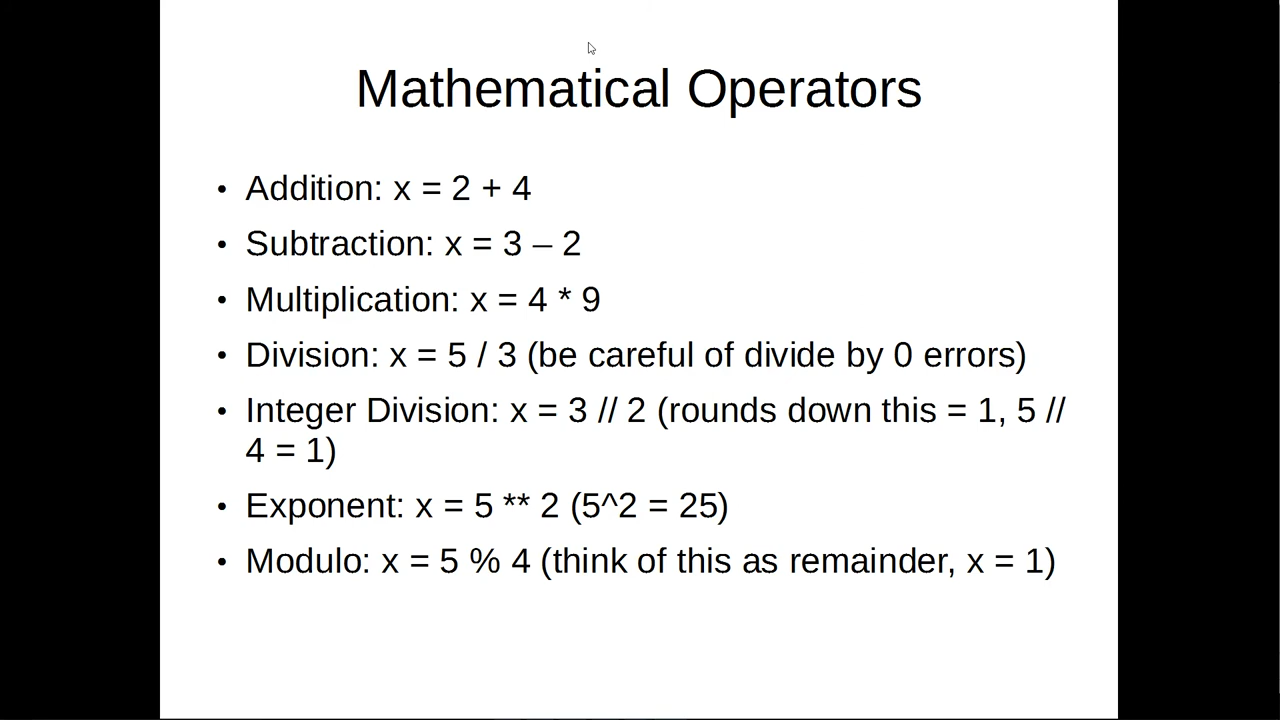 Mathematical Operators
• Addition: x = 2 + 4
• Subtraction: x = 3 – 2
• Multiplication: x = 4 * 9
• Division: x = 5 / 3 (be careful of divide by 0 errors)
• Integer Division: x = 3 // 2 (rounds down this = 1, 5 //
4 = 1)
• Exponent: x = 5 ** 2 (5^2 = 25)
• Modulo: x = 5 % 4 (think of this as remainder, x = 1)